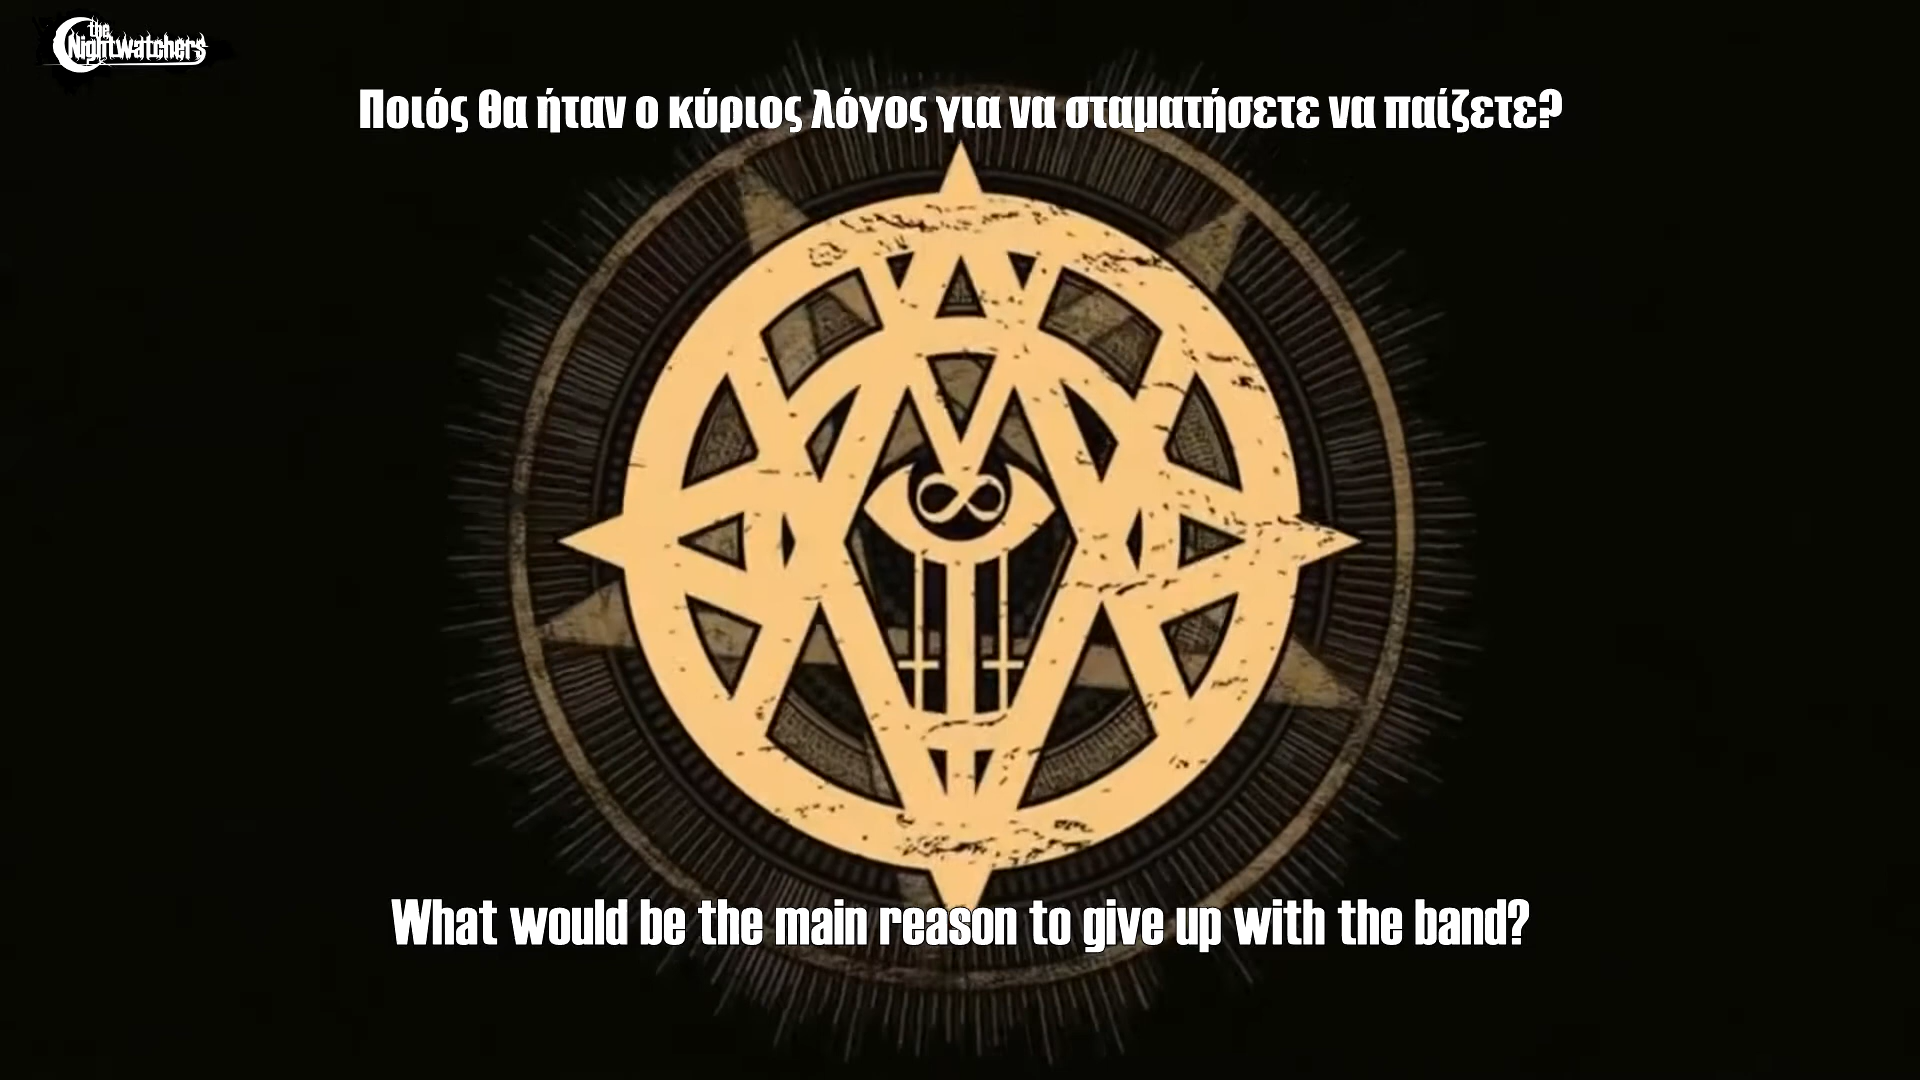 the
Nightwatchers
Ποιός θα ήταν ο κύριος λόγος για να σταματήσετε να παίζετε?
What would be the main reason to give up with the band?